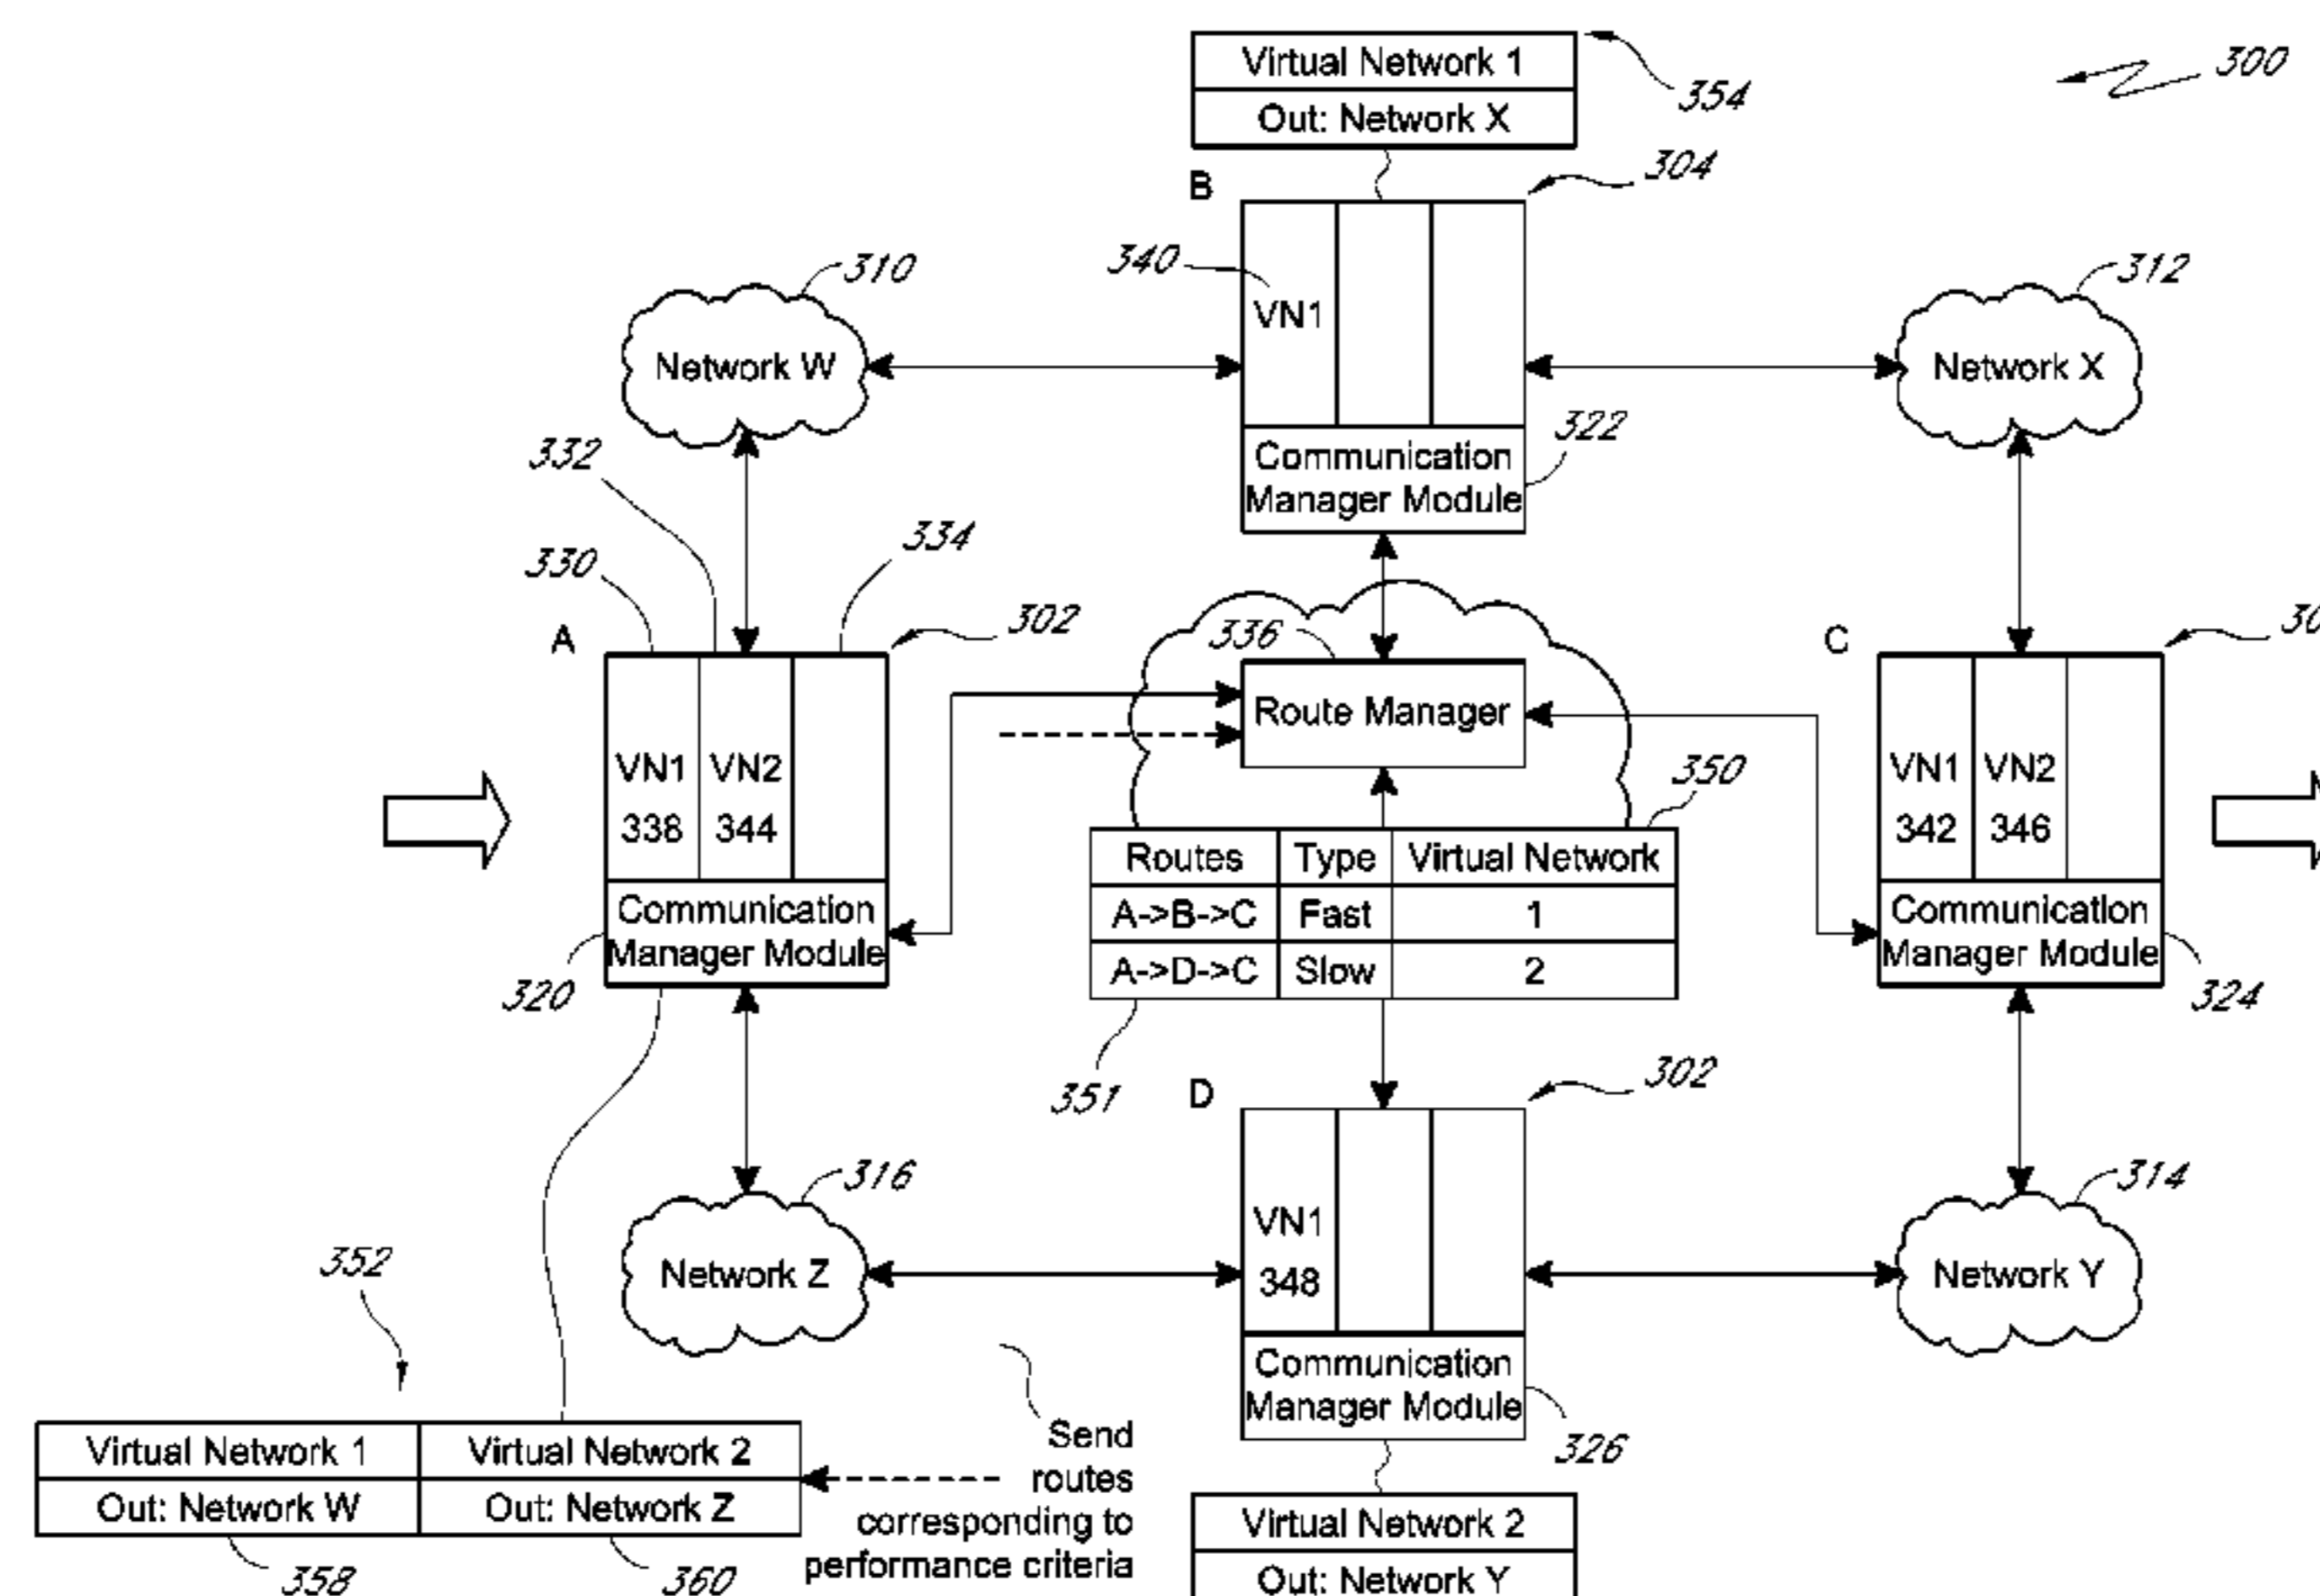 Virtual Network 1
Out: Network X
354
300
B
304
340
VN1
310
312
Network W
Network X
322
Communication
Manager Module
332
330
334
302
A
336
Route Manager
C
30
VN1 VN2
338 344
350
VN1 VN2
342 346
Routes Type Virtual Network
A->B->C Fast 1
A->D->C Slow 2
Communication
Manager Module
320
Communication
Manager Module
324
351
D
302
316
314
Network Z
VN1
348
Network Y
352
Communication
Manager Module
326
Virtual Network 1 Virtual Network 2
Out: Network W Out: Network Z
358
360
Send
routes
corresponding to
performance criteria
Virtual Network 2
Out: Network Y